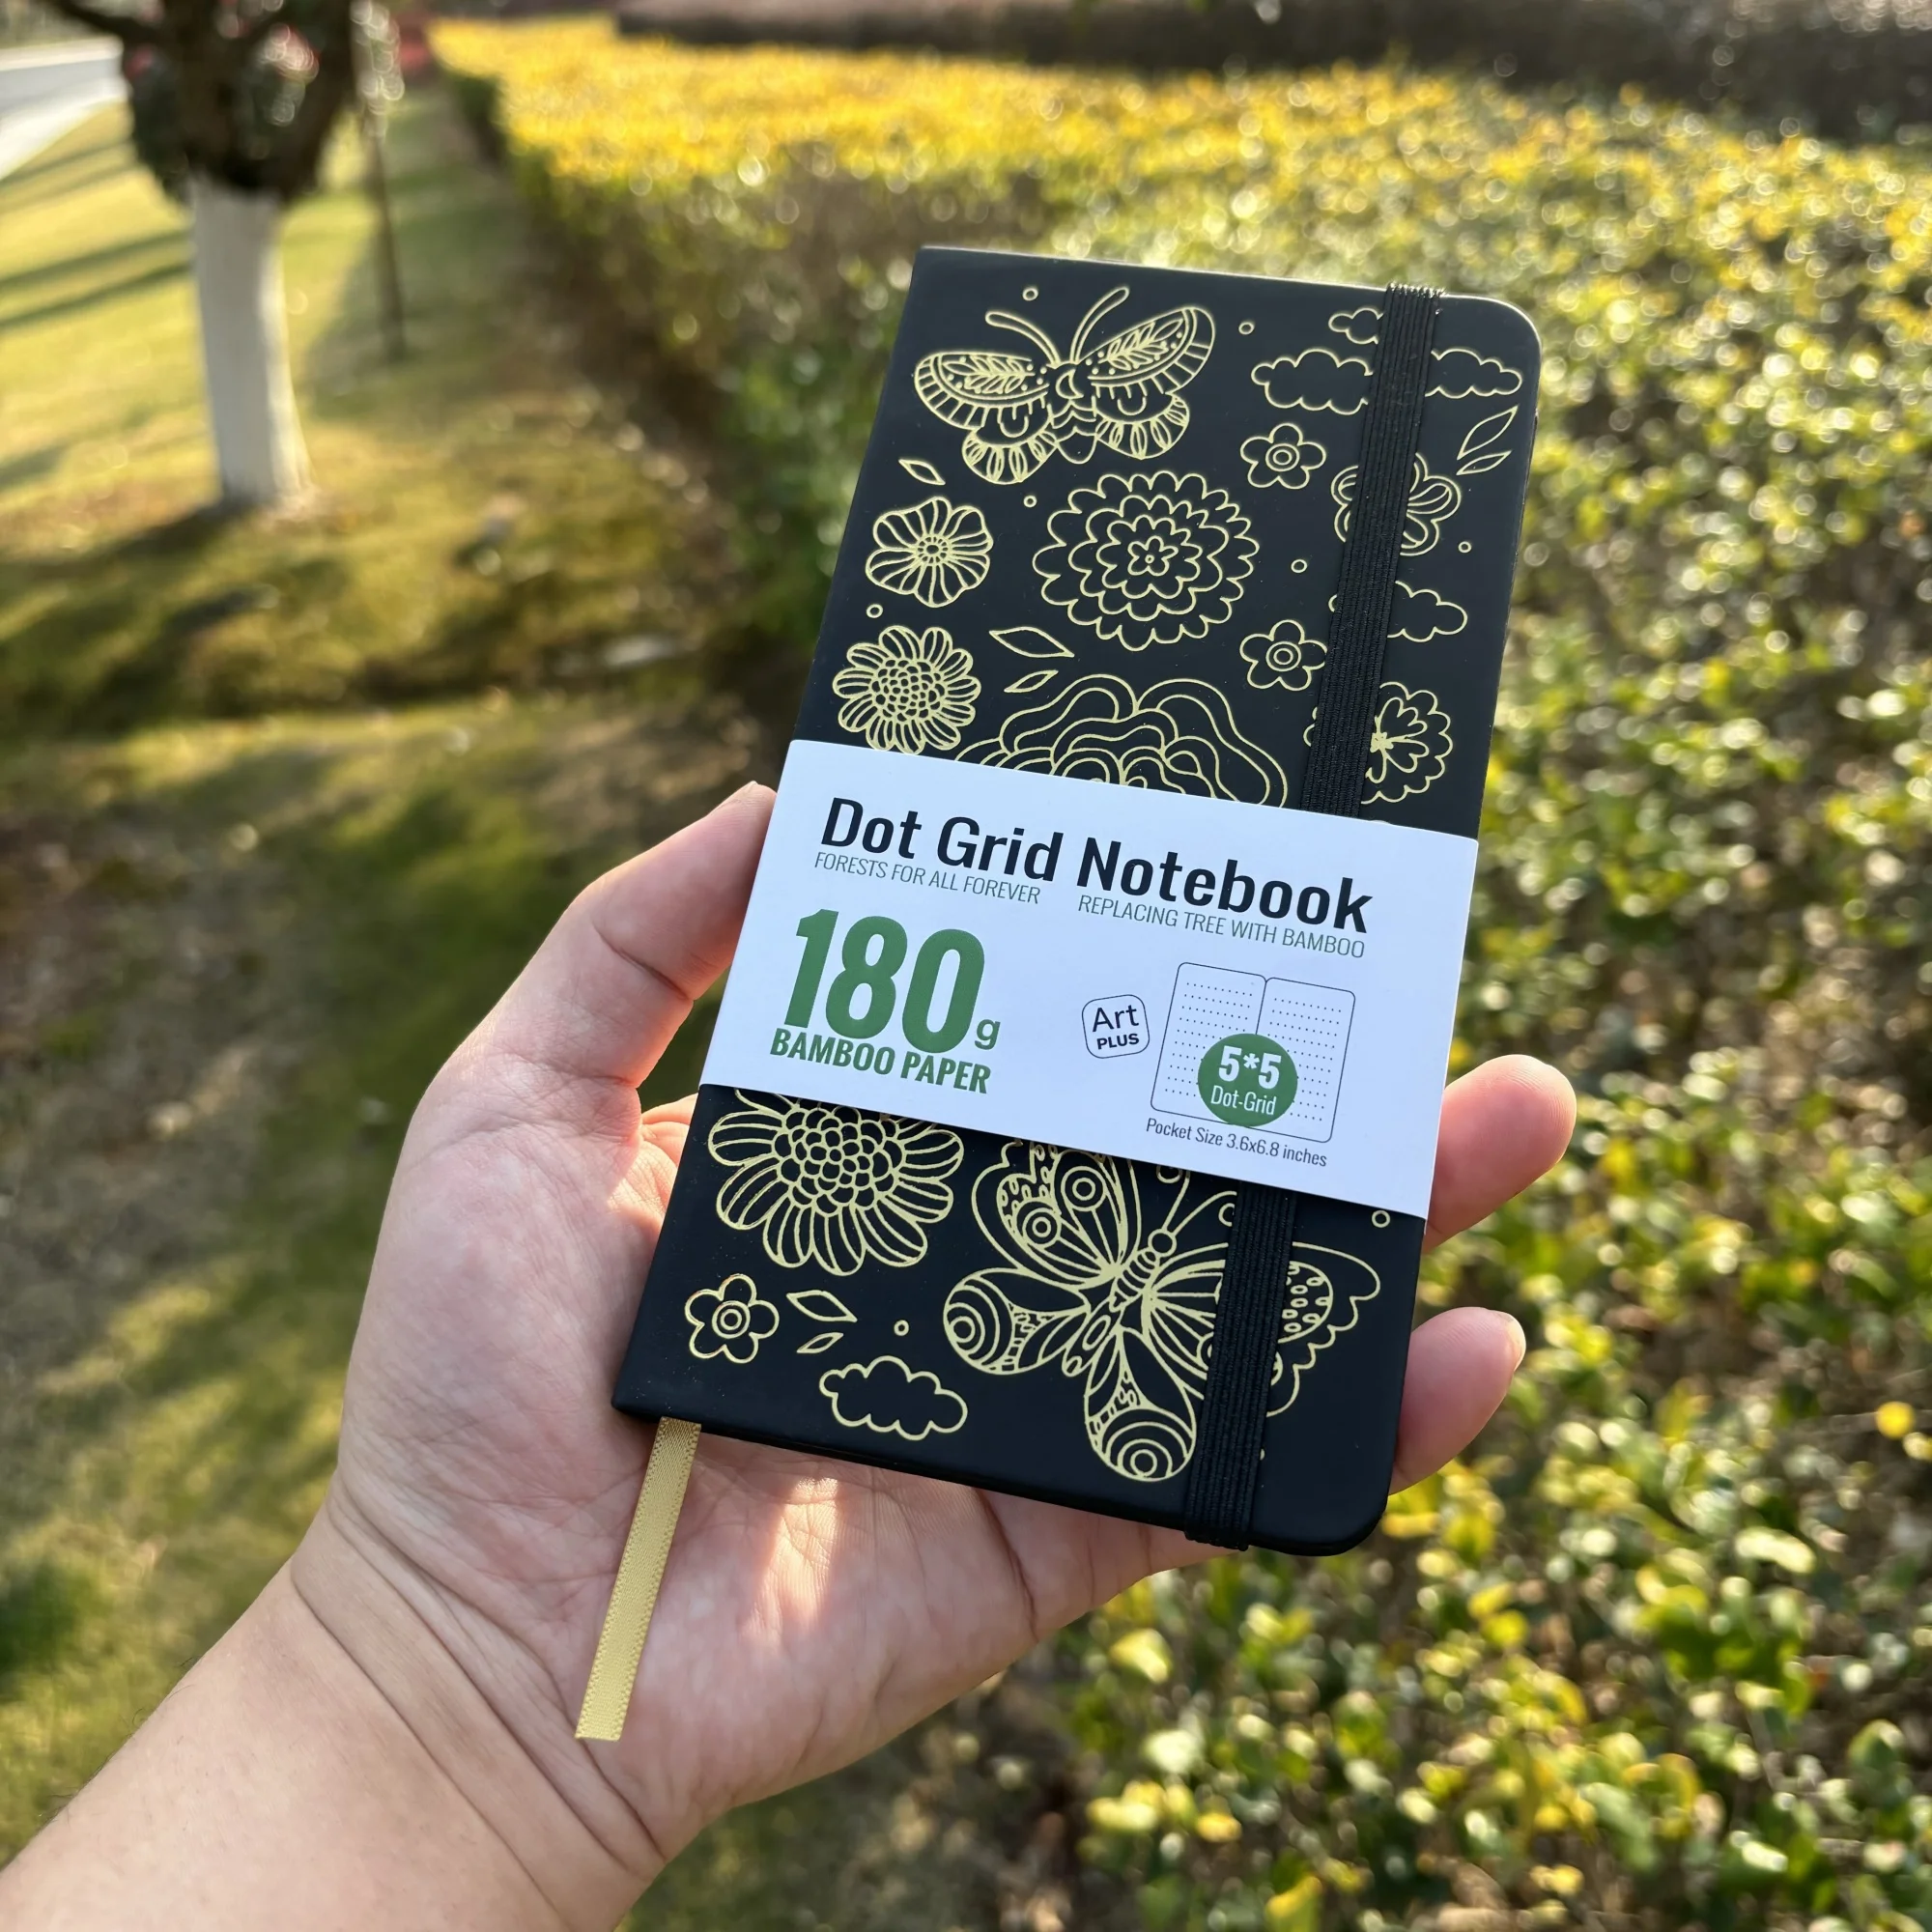 Dot Grid Notebook
FORESTS FOR ALL FOREVER REPLACING TREE WITH BAMBOO
180g
BAMBOO PAPER
Art
PLUS
5*5
Dot-Grid
Pocket Size 3.6x6.8 inches